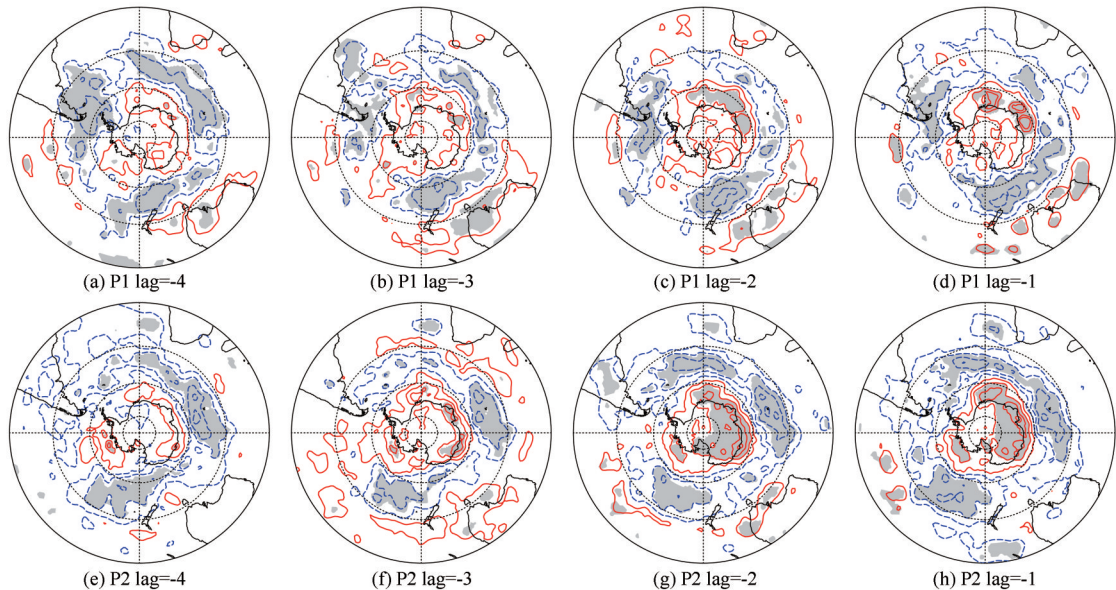 (a) P1 lag=-4
(b) P1 lag=-3
(c) P1 lag=-2
(d) P1 lag=-1
(e) P2 lag=-4
(f) P2 lag=-3
(g) P2 lag=-2
(h) P2 lag=-1